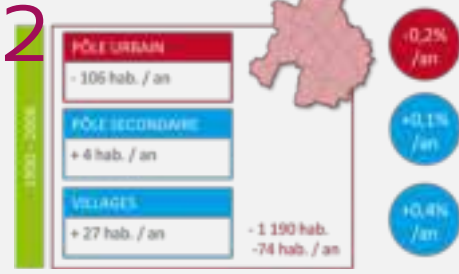 2
PÔLE URBAIN
- 106 hab. / an
-0,2%
/an
PÔLE SECONDAIRE
+ 4 hab. / an
+0,1%
/an
VILLAGES
+ 27 hab. / an
- 1 190 hab.
-74 hab. / an
+0,4%
/an